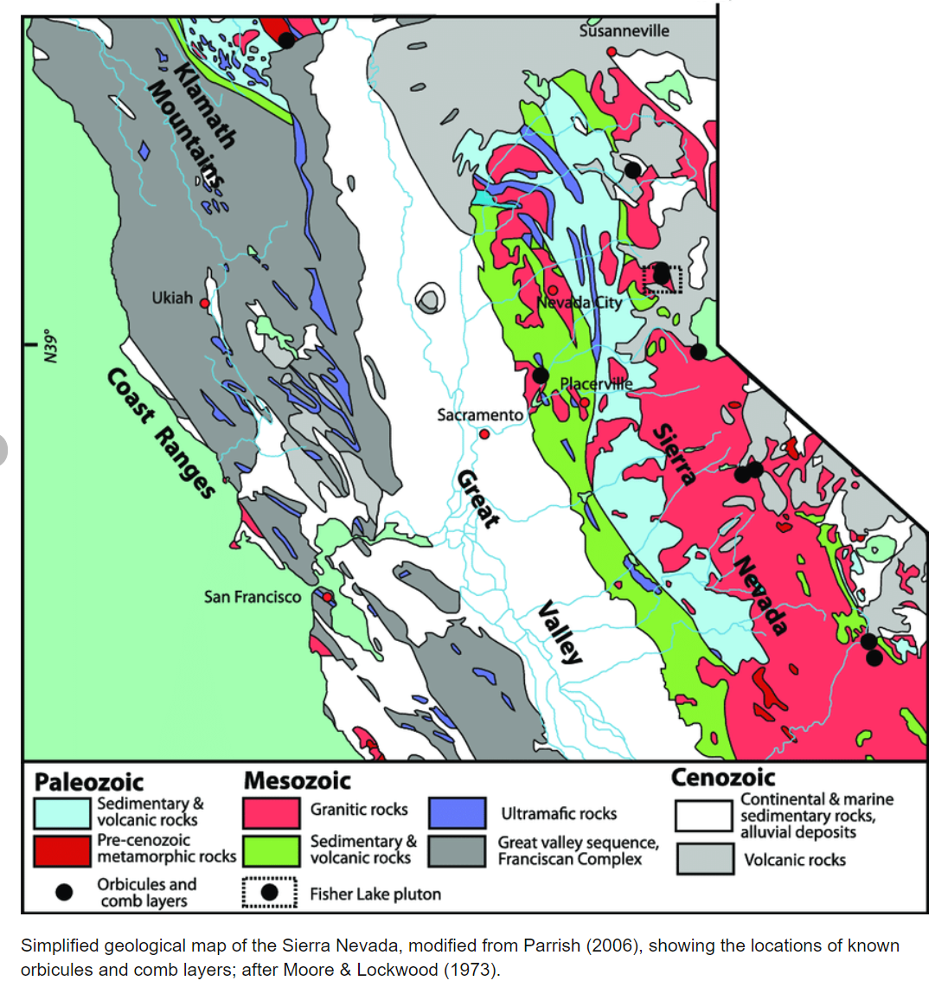 Susanneville
Klamath
Mountains
Ukiah
N39°
Nevada City
Placerville
Coast Ranges
Sacramento
Sierra
Great
Nevada
San Francisco
Valley
Paleozoic
Sedimentary &
volcanic rocks
Pre-cenozoic
metamorphic rocks
Orbicules and
comb layers
Mesozoic
Granitic rocks
Sedimentary &
volcanic rocks
Fisher Lake pluton
Ultramafic rocks
Great valley sequence,
Franciscan Complex
Cenozoic
Continental & marine
sedimentary rocks,
alluvial deposits
Volcanic rocks
Simplified geological map of the Sierra Nevada, modified from Parrish (2006), showing the locations of known
orbicules and comb layers; after Moore & Lockwood (1973).